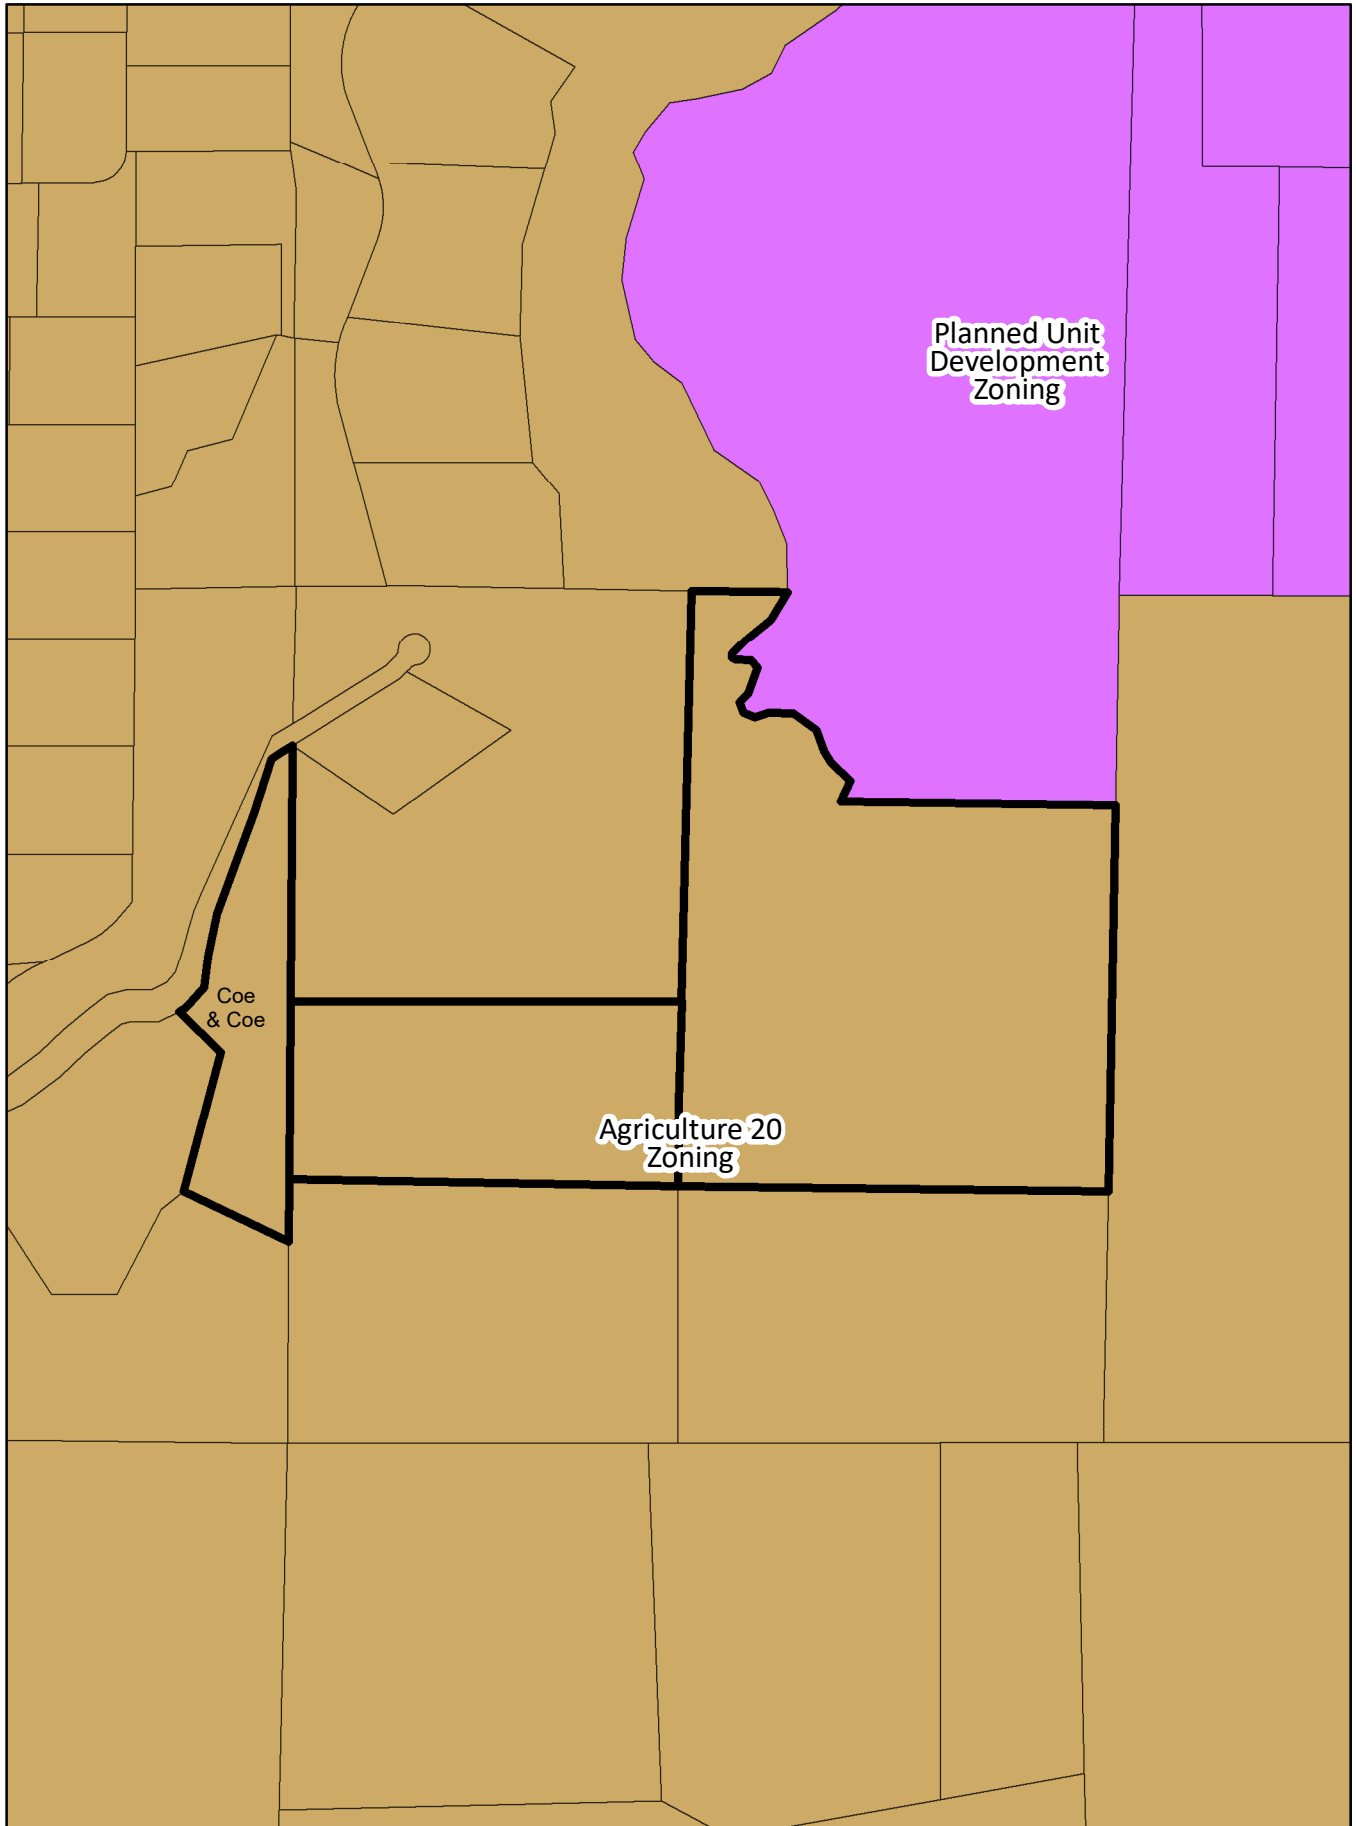 Planned Unit
Development
Zoning
Coe
& Coe
Agriculture 20
Zoning